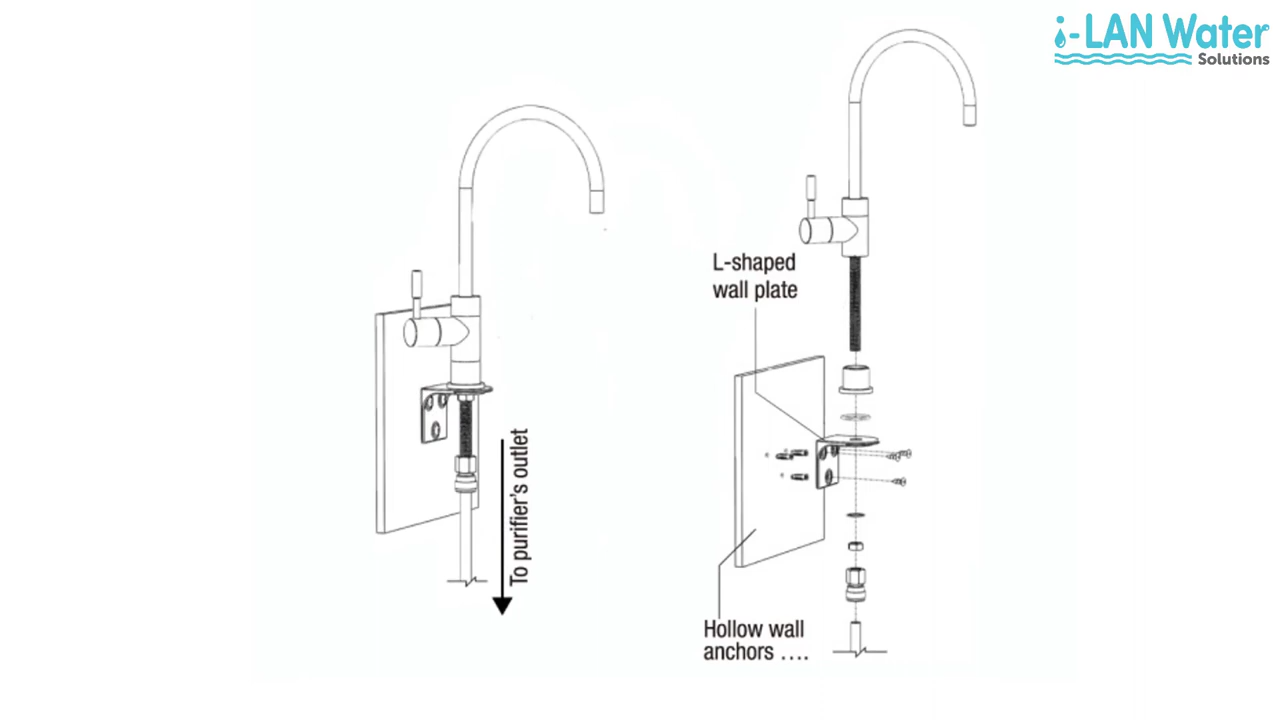 i-LAN Water
Solutions
L-shaped
wall plate
To purifier's outlet
Hollow wall
anchors ....